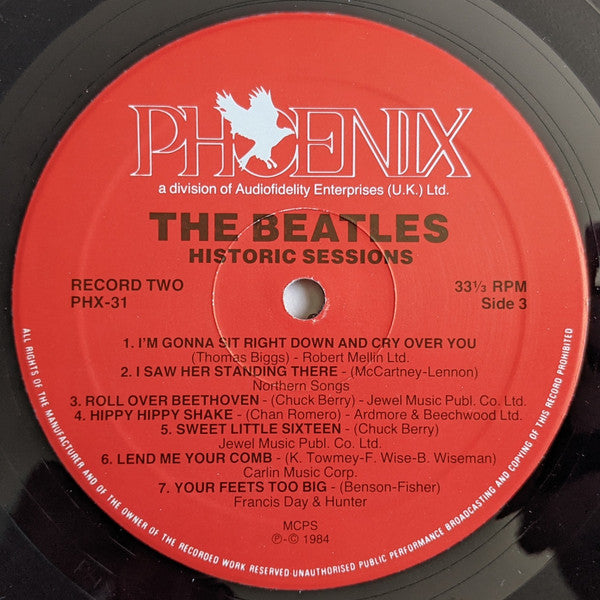 PHOENIX
a division of Audiofidelity Enterprises (U.K.) Ltd.
THE BEATLES
HISTORIC SESSIONS
RECORD TWO
PHX-31
33⅓ RPM
Side 3
1. I'M GONNA SIT RIGHT DOWN AND CRY OVER YOU
(Thomas Biggs) - Robert Mellin Ltd.
2. I SAW HER STANDING THERE - (McCartney-Lennon)
Northern Songs
3. ROLL OVER BEETHOVEN - (Chuck Berry) - Jewel Music Publ. Co. Ltd.
4. HIPPY HIPPY SHAKE - (Chan Romero) - Ardmore & Beechwood Ltd.
5. SWEET LITTLE SIXTEEN - (Chuck Berry)
Jewel Music Publ. Co. Ltd.
6. LEND ME YOUR COMB - (K. Towmey-F. Wise-B. Wiseman)
Carlin Music Corp.
7. YOUR FEETS TOO BIG - (Benson-Fisher)
Francis Day & Hunter
MCPS
℗-© 1984
ALL RIGHTS OF THE MANUFACTURER AND OF THE OWNER OF THE RECORDED WORK RESERVED-UNAUTHORISED PUBLIC PERFORMANCE BROADCASTING AND COPYING OF THIS RECORD PROHIBITED